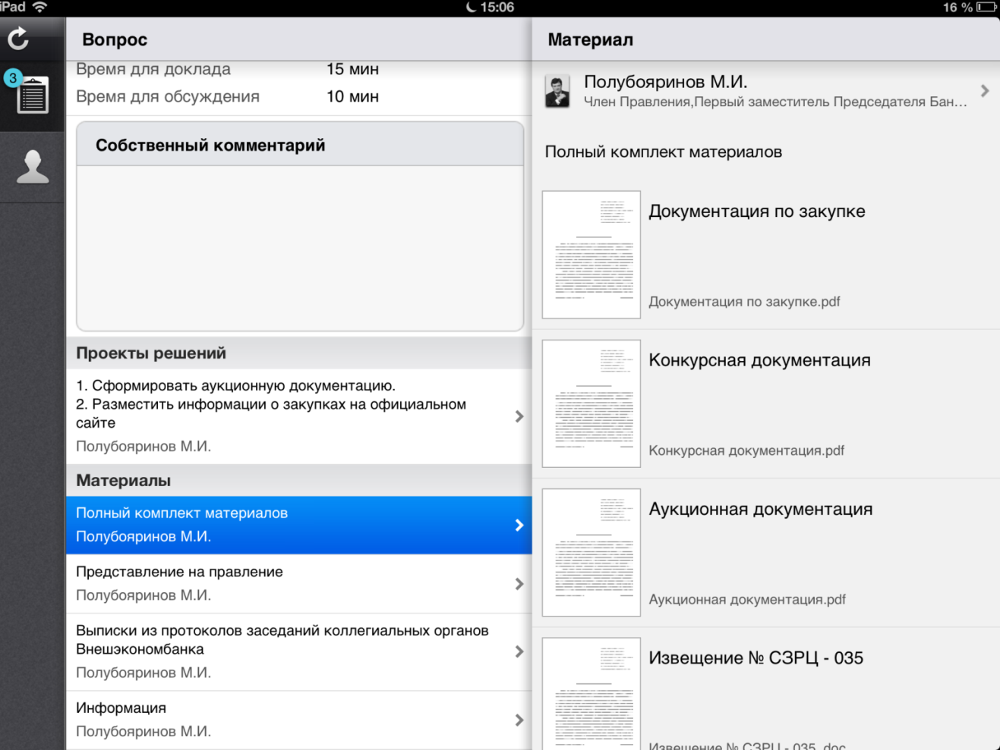 iPad
15:06
16 %
3
Вопрос
Время для доклада
15 мин
Время для обсуждения
10 мин
Собственный комментарий
Проекты решений
1. Сформировать аукционную документацию.
2. Разместить информации о закупках на официальном
сайте
Полубояринов М.И.
Материалы
Полный комплект материалов
Полубояринов М.И.
Представление на правление
Полубояринов М.И.
Выписки из протоколов заседаний коллегиальных органов
Внешэкономбанка
Полубояринов М.И.
Информация
Полубояринов М.И.
Материал
Полубояринов М.И.
Член Правления,Первый заместитель Председателя Бан...
Полный комплект материалов
Документация по закупке
Документация по закупке.pdf
Конкурсная документация
Конкурсная документация.pdf
Аукционная документация
Аукционная документация.pdf
Извещение № СЗРЦ - 035
Извещение № СЗРЦ - 035 .doc